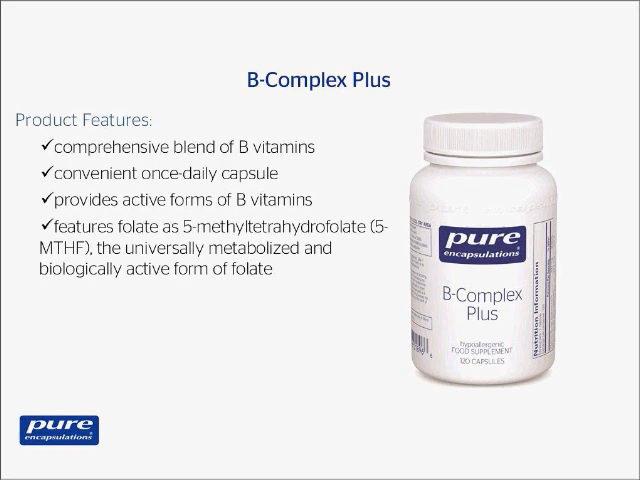 B-Complex Plus
Product Features:
✓comprehensive blend of B vitamins
✓convenient once-daily capsule
✓provides active forms of B vitamins
✓features folate as 5-methyltetrahydrofolate (5-
MTHF), the universally metabolized and
biologically active form of folate
pure
encapsulations®
B-Complex
Plus
hypoallergenic
FOOD SUPPLEMENT
120 CAPSULES
Nutrition Information
pure
encapsulations®